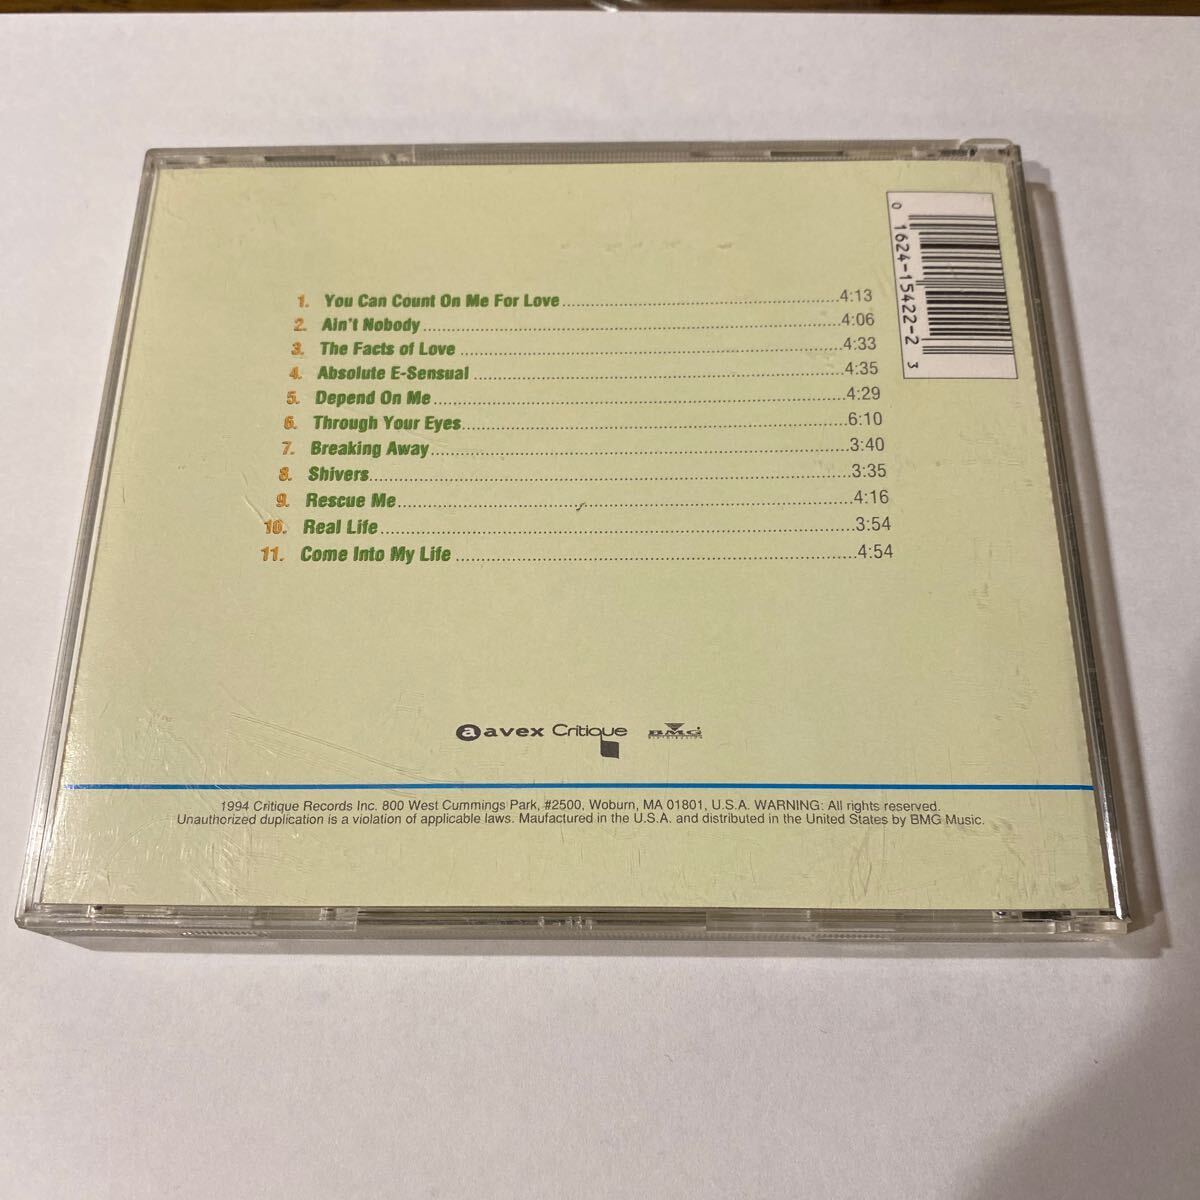 1. You Can Count On Me For Love ........ 4:13
2. Ain't Nobody ........ 4:06
3. The Facts of Love ........ 4:33
4. Absolute E-Sensual ........ 4:35
5. Depend On Me ........ 4:29
6. Through Your Eyes ........ 6:10
7. Breaking Away ........ 3:40
8. Shivers ........ 3:35
9. Rescue Me ........ 4:16
10. Real Life ........ 3:54
11. Come Into My Life ........ 4:54
0 1624-15422-2 3
a avex Critique BMG
DISTRIBUTION
1994 Critique Records Inc. 800 West Cummings Park, #2500, Woburn, MA 01801, U.S.A. WARNING: All rights reserved.
Unauthorized duplication is a violation of applicable laws. Maufactured in the U.S.A. and distributed in the United States by BMG Music.